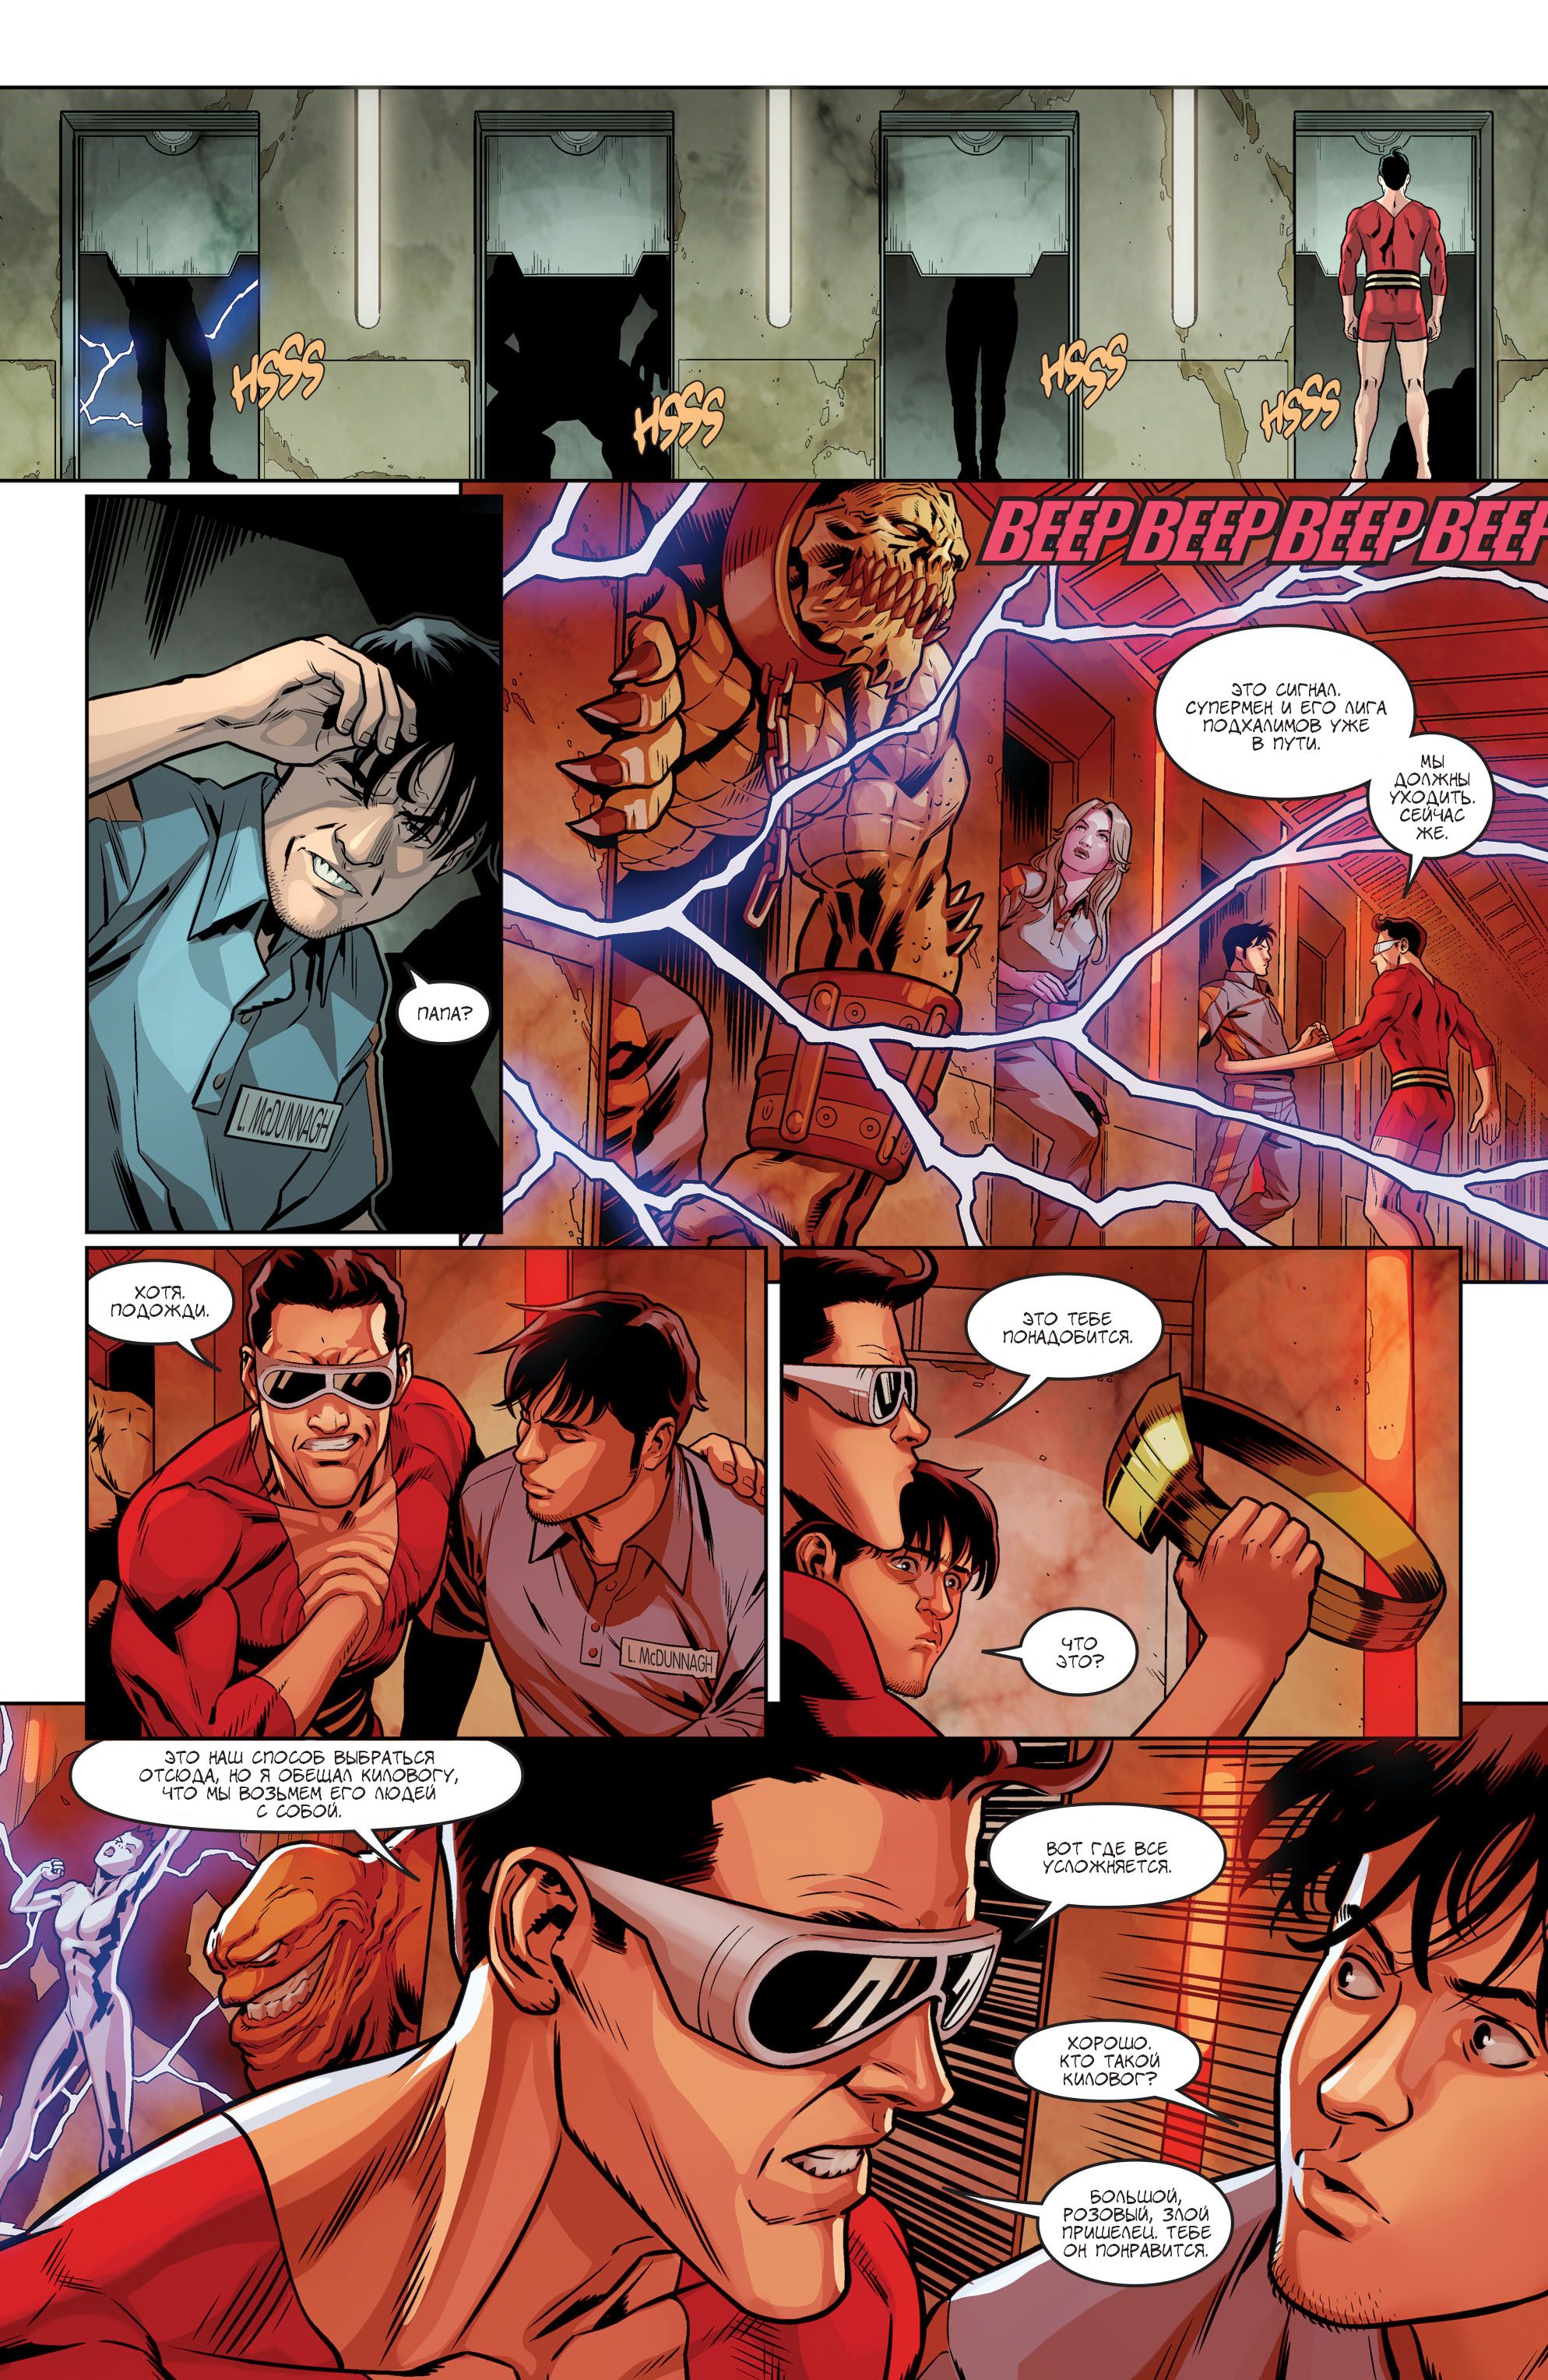 HSSS
HSSS
HSSS
HSSS
ПАПА?
L. McDUNNAGH
BEEP BEEP BEEP BEEP
ЭТО СИГНАЛ.
СУПЕРМЕН И ЕГО ЛИГА
ПОДХАЛИМОВ УЖЕ
В ПУТИ.
МЫ
ДОЛЖНЫ
УХОДИТЬ.
СЕЙЧАС
ЖЕ.
ХОТЯ.
ПОДОЖДИ.
L. McDUNNAGH
ЭТО ТЕБЕ
ПОНАДОБИТСЯ.
ЧТО
ЭТО?
ЭТО НАШ СПОСОБ ВЫБРАТЬСЯ
ОТСЮДА, НО Я ОБЕЩАЛ КИЛОВОГУ,
ЧТО МЫ ВОЗЬМЕМ ЕГО ЛЮДЕЙ
С СОБОЙ.
ВОТ ГДЕ ВСЕ
УСЛОЖНЯЕТСЯ.
ХОРОШО.
КТО ТАКОЙ
КИЛОВОГ?
БОЛЬШОЙ,
РОЗОВЫЙ, ЗЛОЙ
ПРИШЕЛЕЦ. ТЕБЕ
ОН ПОНРАВИТСЯ.